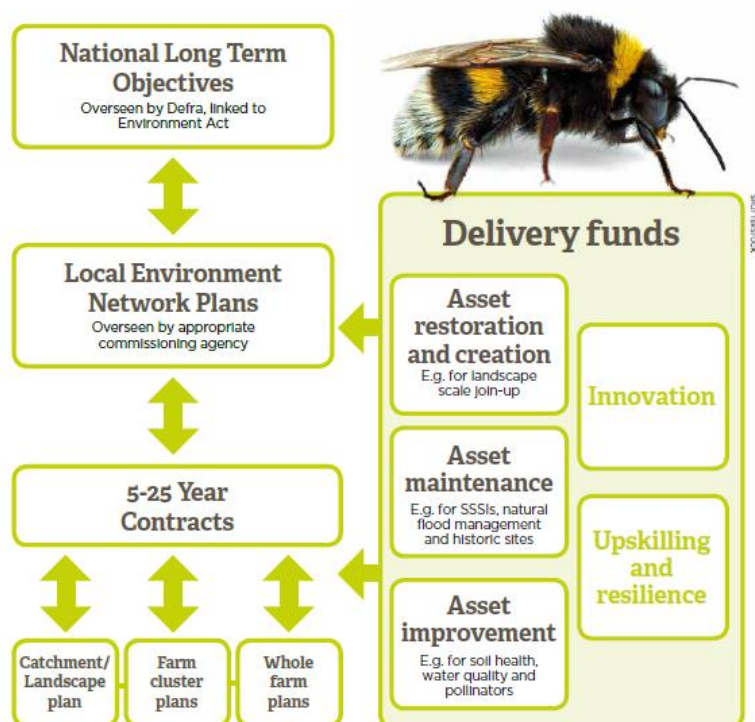 National Long Term
Objectives
Overseen by Defra, linked to
Environment Act
Local Environment
Network Plans
Overseen by appropriate
commissioning agency
5-25 Year
Contracts
Catchment/
Landscape
plan
Farm
cluster
plans
Whole
farm
plans
SHUTTERSTOCK
Delivery funds
Asset
restoration
and creation
E.g. for landscape
scale join-up
Asset
maintenance
E.g. for SSSIs, natural
flood management
and historic sites
Asset
improvement
E.g. for soil health,
water quality and
pollinators
Innovation
Upskilling
and
resilience